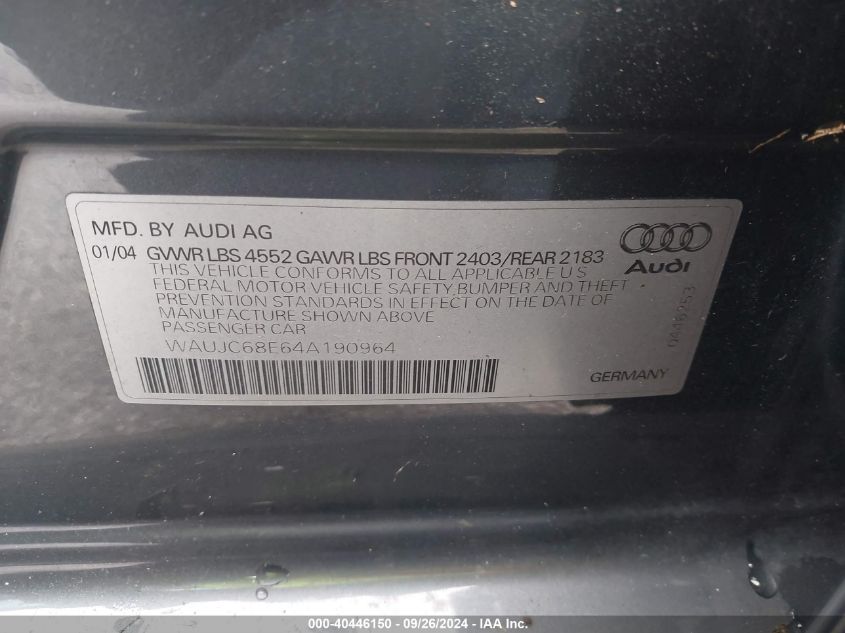 MFD. BY AUDI AG
01/04 GVWR LBS 4552 GAWR LBS FRONT 2403/REAR 2183
THIS VEHICLE CONFORMS TO ALL APPLICABLE U S
FEDERAL MOTOR VEHICLE SAFETY,BUMPER AND THEFT
PREVENTION STANDARDS IN EFFECT ON THE DATE OF
MANUFACTURE SHOWN ABOVE
PASSENGER CAR
WAUJC68E64A190964
Audi
0446253
GERMANY
000-40446150 - 09/26/2024 - IAA Inc.